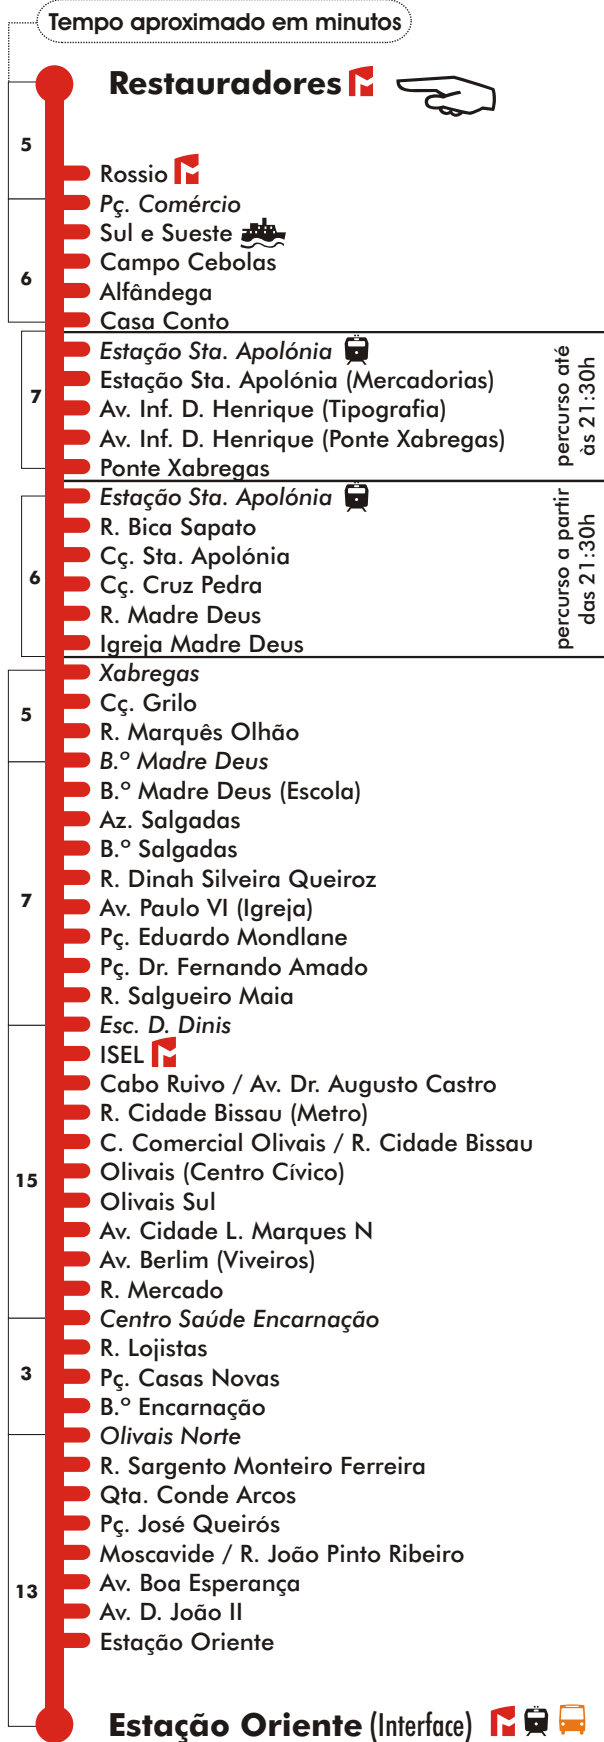 Tempo aproximado em minutos
Restauradores
5
Rossio
Pç. Comércio
Sul e Sueste
Campo Cebolas
6
Alfândega
Casa Conto
Estação Sta. Apolónia
Estação Sta. Apolónia (Mercadorias)
7
Av. Inf. D. Henrique (Tipografia)
Av. Inf. D. Henrique (Ponte Xabregas)
Ponte Xabregas
percurso até
às 21:30h
Estação Sta. Apolónia
R. Bica Sapato
Cç. Sta. Apolónia
6
Cç. Cruz Pedra
R. Madre Deus
Igreja Madre Deus
percurso a partir
das 21:30h
Xabregas
Cç. Grilo
5
R. Marquês Olhão
B.º Madre Deus
B.º Madre Deus (Escola)
Az. Salgadas
B.º Salgadas
R. Dinah Silveira Queiroz
7
Av. Paulo VI (Igreja)
Pç. Eduardo Mondlane
Pç. Dr. Fernando Amado
R. Salgueiro Maia
Esc. D. Dinis
ISEL
Cabo Ruivo / Av. Dr. Augusto Castro
R. Cidade Bissau (Metro)
C. Comercial Olivais / R. Cidade Bissau
Olivais (Centro Cívico)
15
Olivais Sul
Av. Cidade L. Marques N
Av. Berlim (Viveiros)
R. Mercado
Centro Saúde Encarnação
R. Lojistas
3
Pç. Casas Novas
B.º Encarnação
Olivais Norte
R. Sargento Monteiro Ferreira
Qta. Conde Arcos
Pç. José Queirós
Moscavide / R. João Pinto Ribeiro
Av. Boa Esperança
13
Av. D. João II
Estação Oriente
Estação Oriente (Interface)